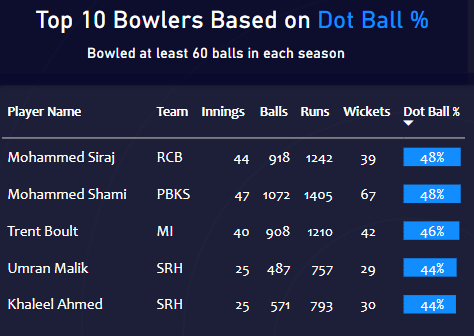 Top 10 Bowlers Based on Dot Ball %
Bowled at least 60 balls in each season
Player Name Team Innings Balls Runs Wickets Dot Ball %
Mohammed Siraj RCB 44 918 1242 39 48%
Mohammed Shami PBKS 47 1072 1405 67 48%
Trent Boult MI 40 908 1210 42 46%
Umran Malik SRH 25 487 757 29 44%
Khaleel Ahmed SRH 25 571 793 30 44%